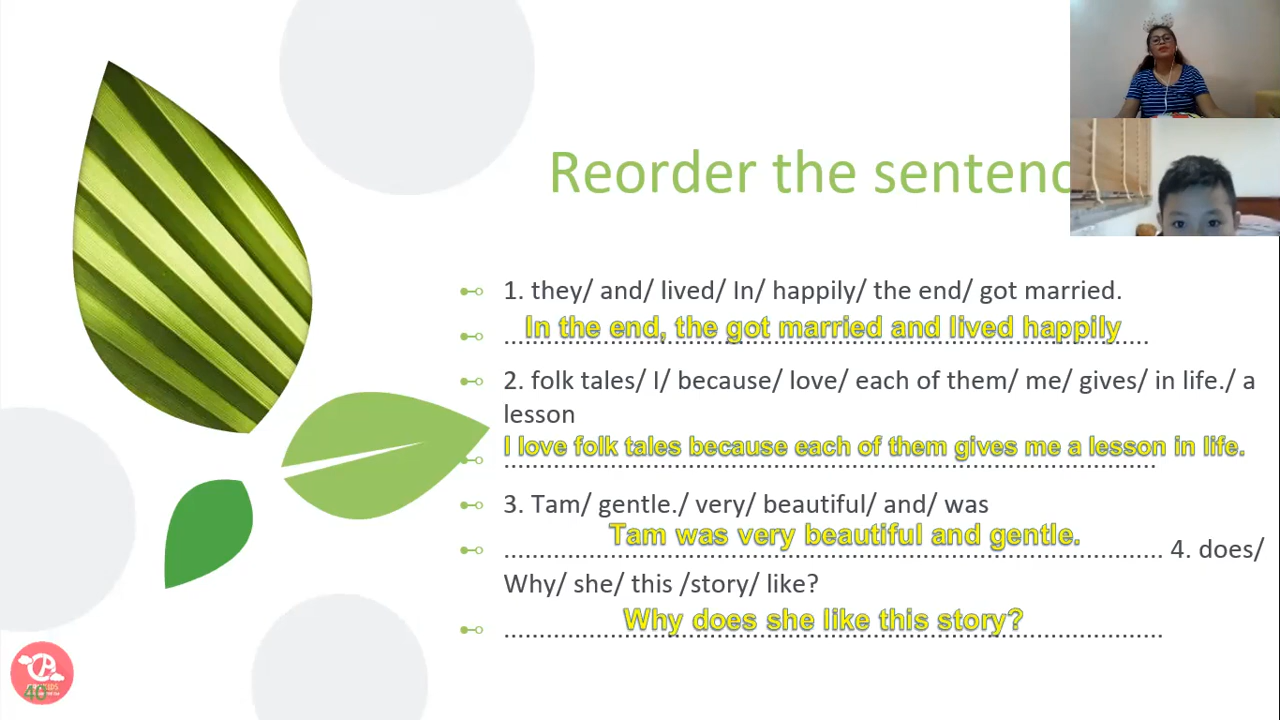 Reorder the sentenc
1. they/ and/ lived/ In/ happily/ the end/ got married.
In the end, the got married and lived happily
2. folk tales/ I/ because/ love/ each of them/ me/ gives/ in life./ a
lesson
I love folk tales because each of them gives me a lesson in life.
3. Tam/ gentle./ very/ beautiful/ and/ was
Tam was very beautiful and gentle.
4. does/
Why/ she/ this /story/ like?
Why does she like this story?
40